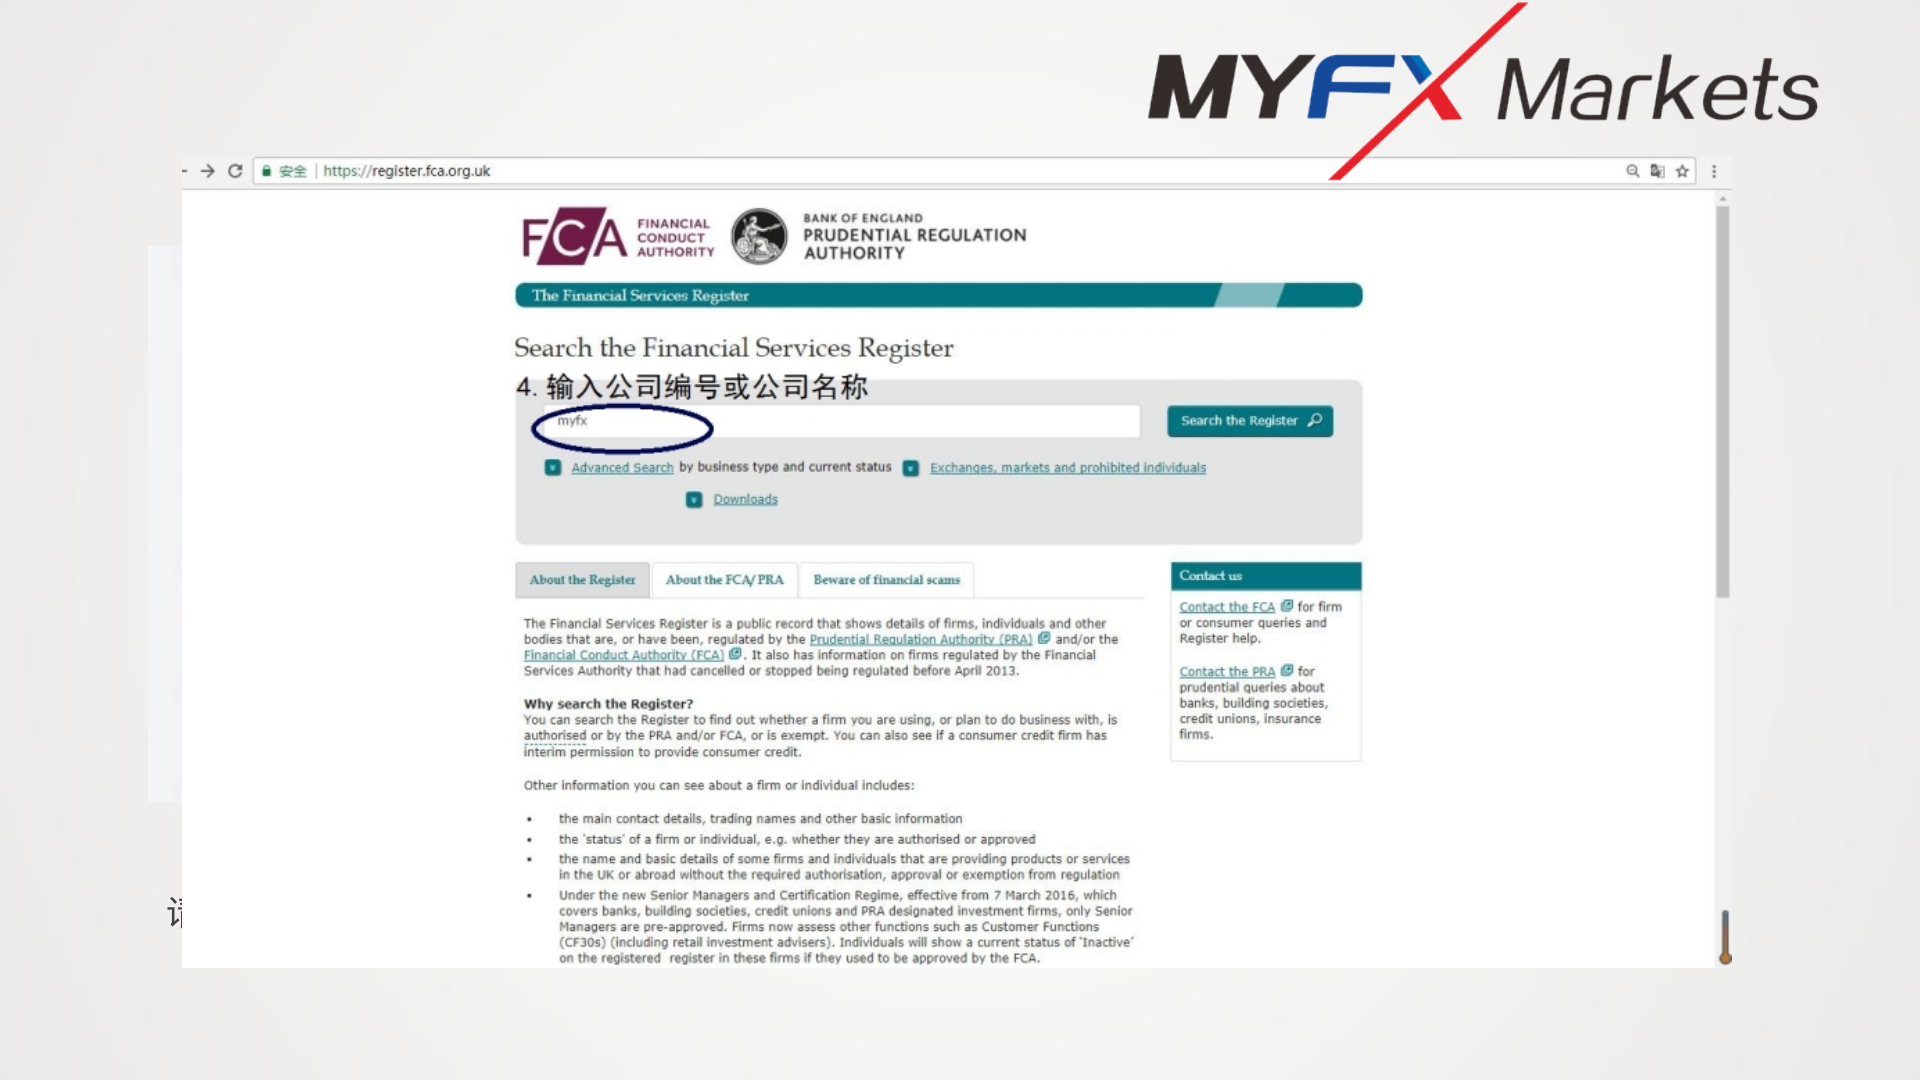 MYFX Markets
安全 | https://register.fca.org.uk
FCA FINANCIAL
CONDUCT
AUTHORITY
BANK OF ENGLAND
PRUDENTIAL REGULATION
AUTHORITY
The Financial Services Register
Search the Financial Services Register
4. 输入公司编号或公司名称
myfx
Search the Register
Advanced Search by business type and current status
Exchanges, markets and prohibited individuals
Downloads
About the Register
About the FCA/PRA
Beware of financial scams
The Financial Services Register is a public record that shows details of firms, individuals and other
bodies that are, or have been, regulated by the Prudential Regulation Authority (PRA) and/or the
Financial Conduct Authority (FCA) . It also has information on firms regulated by the Financial
Services Authority that had cancelled or stopped being regulated before April 2013.
Why search the Register?
You can search the Register to find out whether a firm you are using, or plan to do business with, is
authorised or by the PRA and/or FCA, or is exempt. You can also see if a consumer credit firm has
interim permission to provide consumer credit.
Other information you can see about a firm or individual includes:
• the main contact details, trading names and other basic information
• the 'status' of a firm or individual, e.g. whether they are authorised or approved
• the name and basic details of some firms and individuals that are providing products or services
in the UK or abroad without the required authorisation, approval or exemption from regulation
• Under the new Senior Managers and Certification Regime, effective from 7 March 2016, which
covers banks, building societies, credit unions and PRA designated investment firms, only Senior
Managers are pre-approved. Firms now assess other functions such as Customer Functions
(CF30s) (including retail investment advisers). Individuals will show a current status of 'Inactive'
on the registered register in these firms if they used to be approved by the FCA.
Contact us
Contact the FCA for firm
or consumer queries and
Register help.
Contact the PRA for
prudential queries about
banks, building societies,
credit unions, insurance
firms.